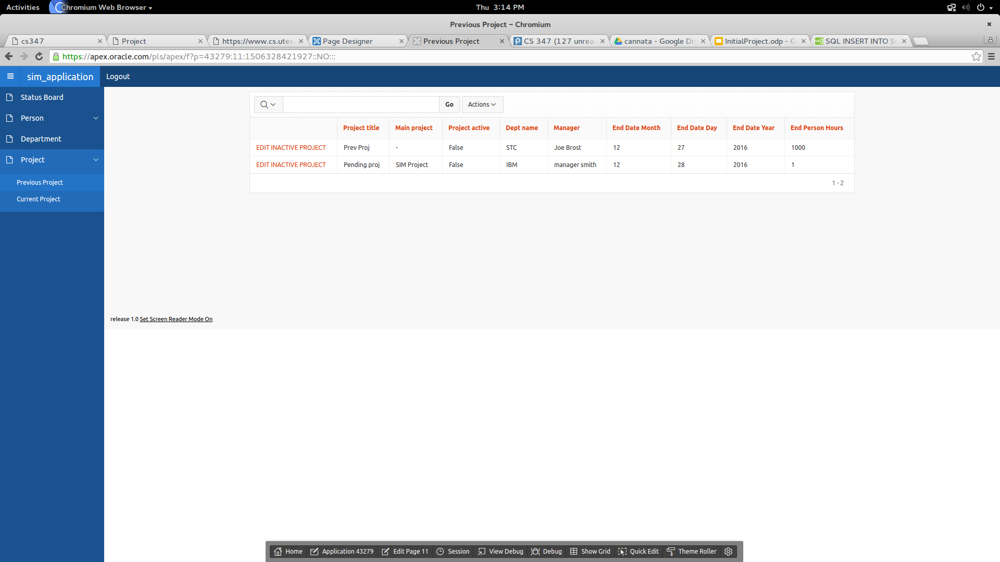 Activities Chromium Web Browser Thu 3:14 PM
Previous Project – Chromium
cs347 Project https://www.cs.utex Page Designer Previous Project CS 347 (127 unrea cannata - Google Dri InitialProject.odp - G SQL INSERT INTO St
https://apex.oracle.com/pls/apex/f?p=43279:11:1506328421927::NO:::
sim_application Logout
Status Board
Person
Department
Project
Previous Project
Current Project
Go Actions
Project title Main project Project active Dept name Manager End Date Month End Date Day End Date Year End Person Hours
EDIT INACTIVE PROJECT Prev Proj - False STC Joe Brost 12 27 2016 1000
EDIT INACTIVE PROJECT Pending proj SIM Project False IBM manager smith 12 28 2016 1
1 - 2
release 1.0 Set Screen Reader Mode On
Home Application 43279 Edit Page 11 Session View Debug Debug Show Grid Quick Edit Theme Roller